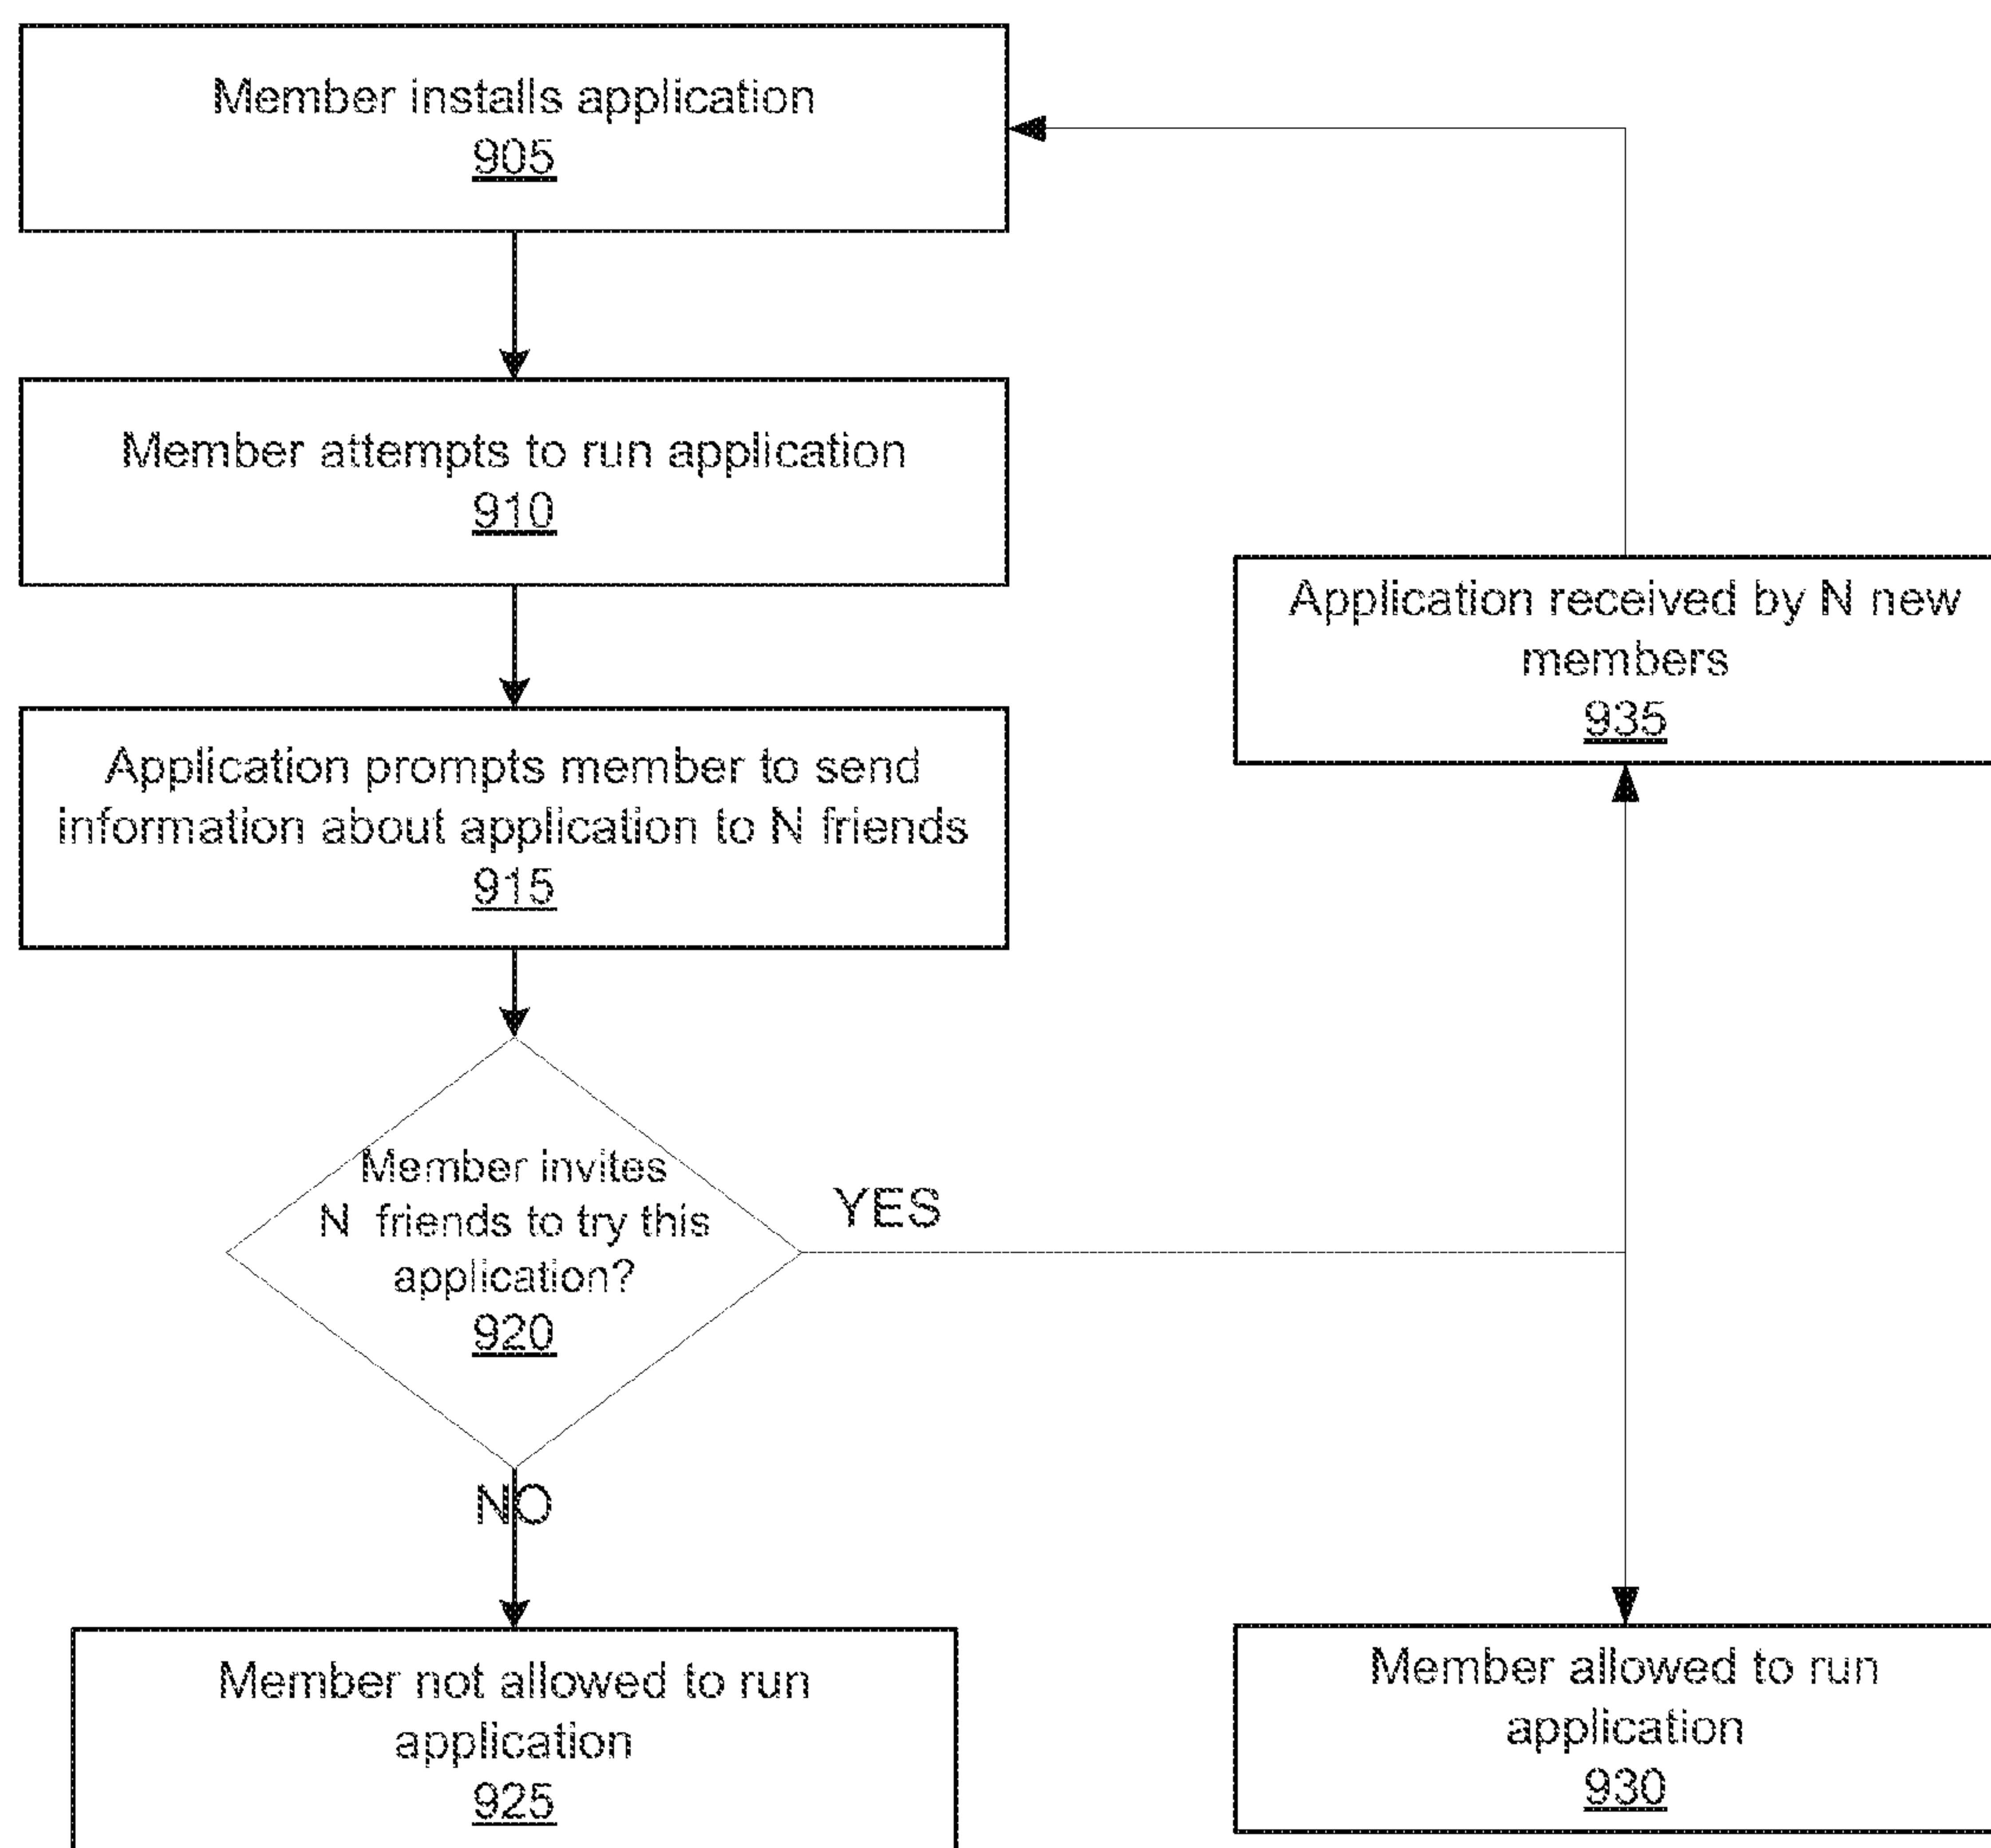 Member installs application
905
Member attempts to run application
910
Application prompts member to send
information about application to N friends
915
Member invites
N friends to try this
application?
920
YES
NO
Member not allowed to run
application
925
Application received by N new
members
935
Member allowed to run
application
930